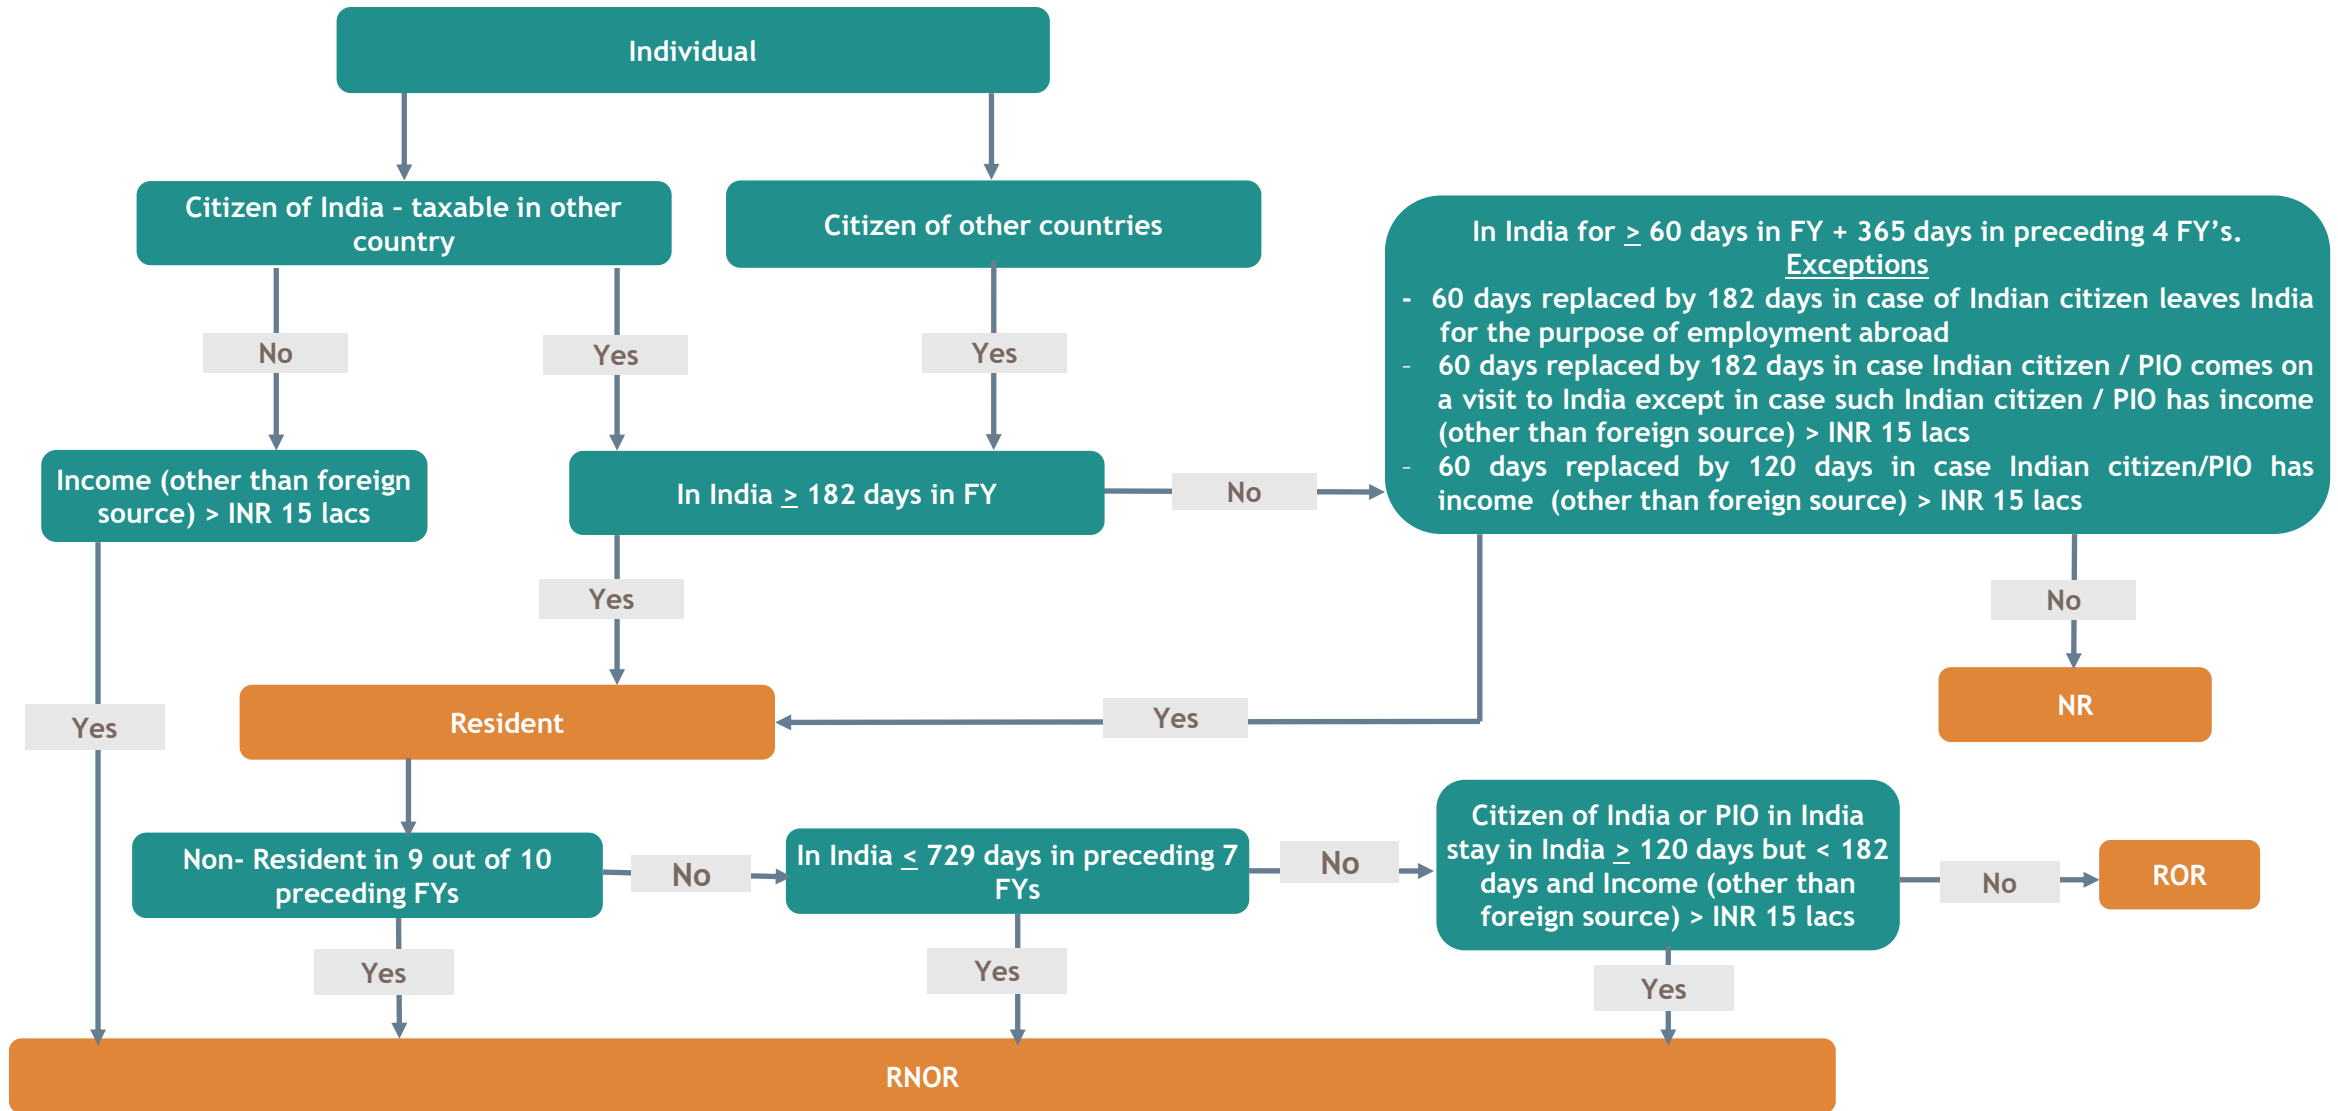 Individual
Citizen of India – taxable in other
country
Citizen of other countries
In India for ≥ 60 days in FY + 365 days in preceding 4 FY’s.
Exceptions
- 60 days replaced by 182 days in case of Indian citizen leaves India
for the purpose of employment abroad
- 60 days replaced by 182 days in case Indian citizen / PIO comes on
a visit to India except in case such Indian citizen / PIO has income
(other than foreign source) > INR 15 lacs
- 60 days replaced by 120 days in case Indian citizen/PIO has
income (other than foreign source) > INR 15 lacs
No
Yes
Yes
Income (other than foreign
source) > INR 15 lacs
In India ≥ 182 days in FY
No
Yes
No
Yes
Resident
Yes
NR
Non- Resident in 9 out of 10
preceding FYs
No
In India ≤ 729 days in preceding 7
FYs
No
Citizen of India or PIO in India
stay in India ≥ 120 days but < 182
days and Income (other than
foreign source) > INR 15 lacs
No
ROR
Yes
Yes
Yes
RNOR